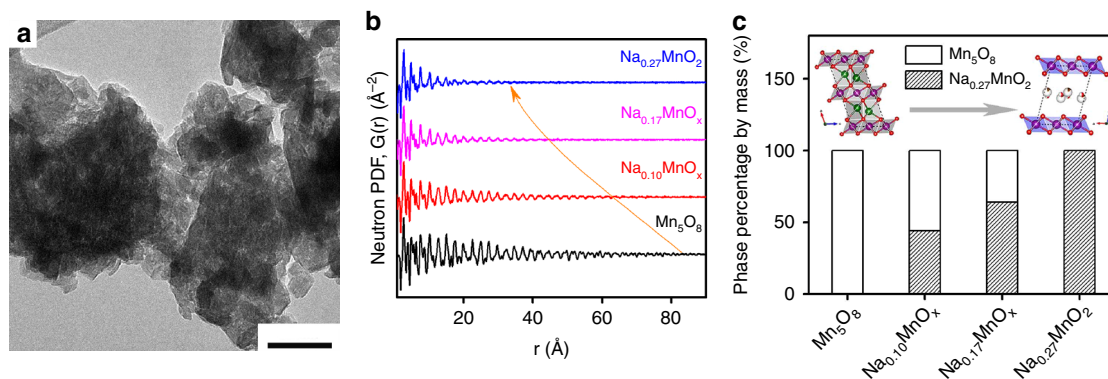 a
b
Neutron PDF, G(r) (Å⁻²)
Na₀.₂₇MnO₂
Na₀.₁₇MnOₓ
Na₀.₁₀MnOₓ
Mn₅O₈
20 40 60 80
r (Å)
c
Phase percentage by mass (%)
150
100
50
0
Mn₅O₈
Na₀.₂₇MnO₂
Mn₅O₈
Na₀.₁₀MnOₓ
Na₀.₁₇MnOₓ
Na₀.₂₇MnO₂